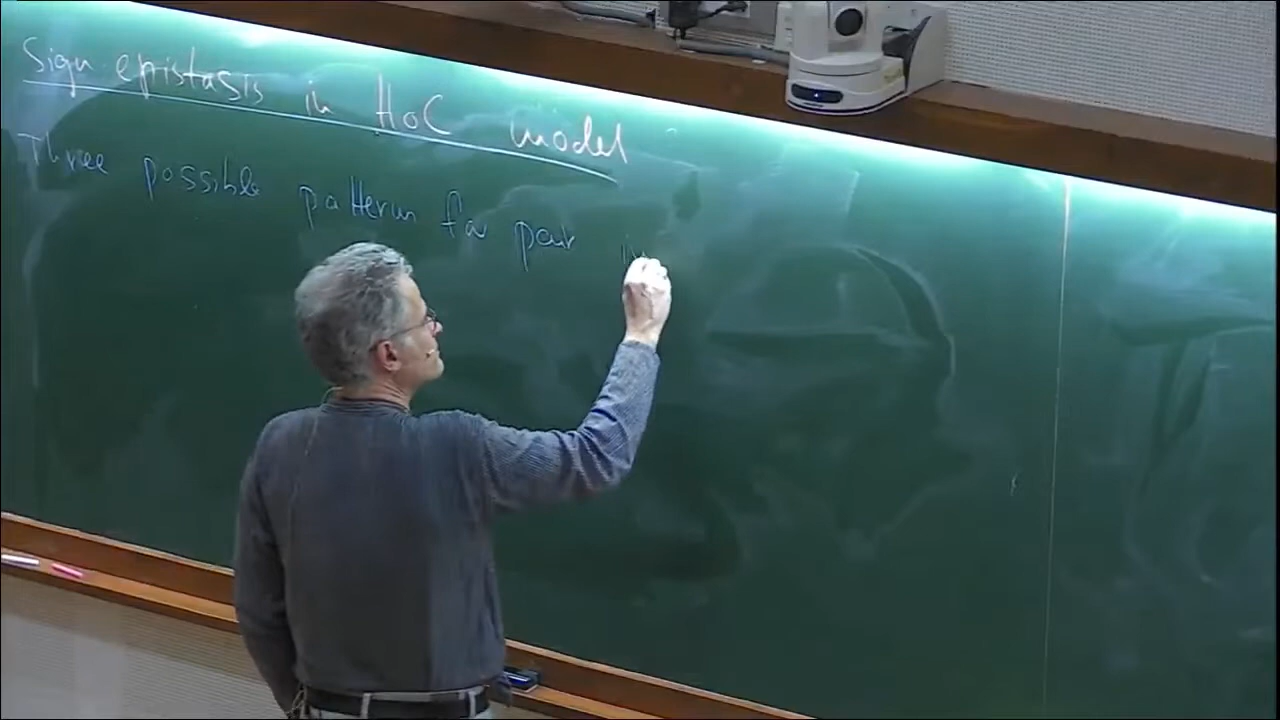 Sign epistasis in HoC model
Three possible pattern for pair